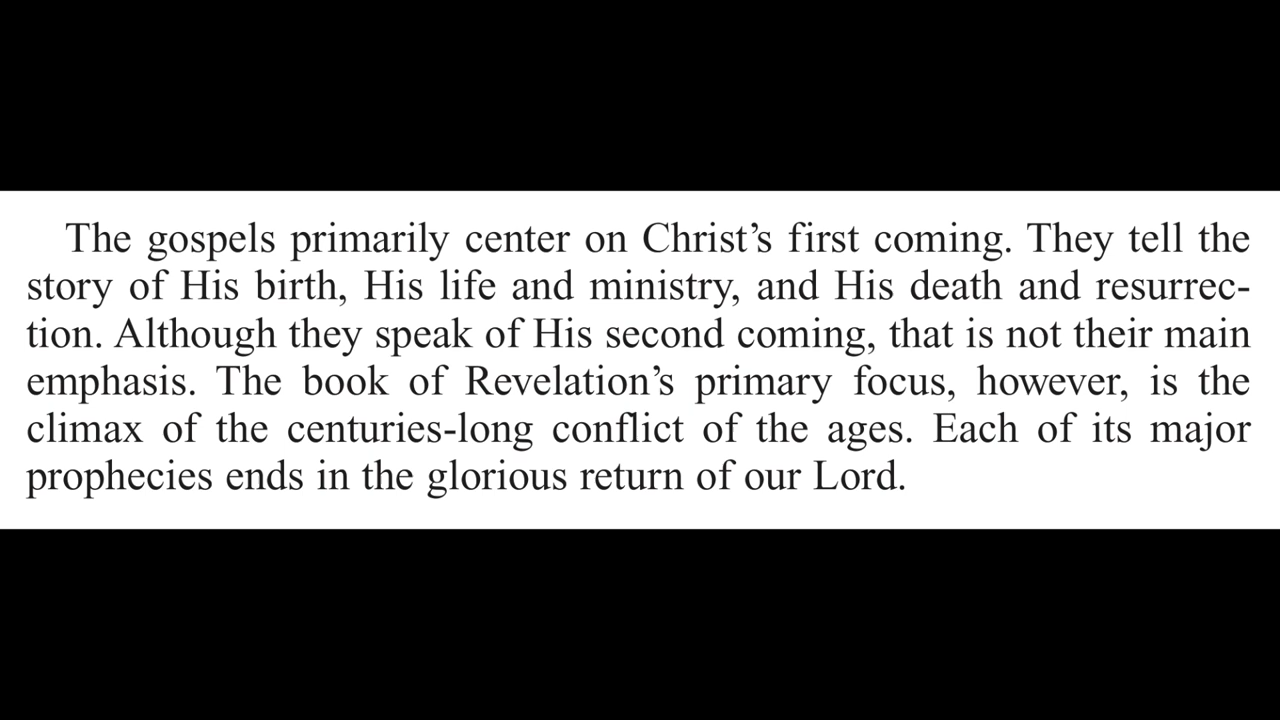 The gospels primarily center on Christ’s first coming. They tell the
story of His birth, His life and ministry, and His death and resurrec-
tion. Although they speak of His second coming, that is not their main
emphasis. The book of Revelation’s primary focus, however, is the
climax of the centuries-long conflict of the ages. Each of its major
prophecies ends in the glorious return of our Lord.